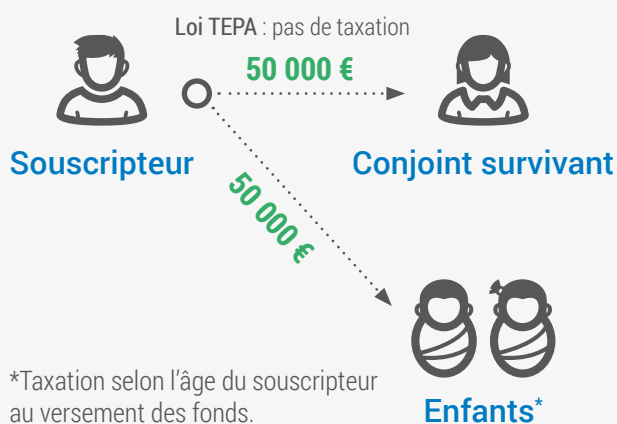 Loi TEPA : pas de taxation
50 000 €
Souscripteur
Conjoint survivant
50 000 €
*Taxation selon l'âge du souscripteur
au versement des fonds.
Enfants*